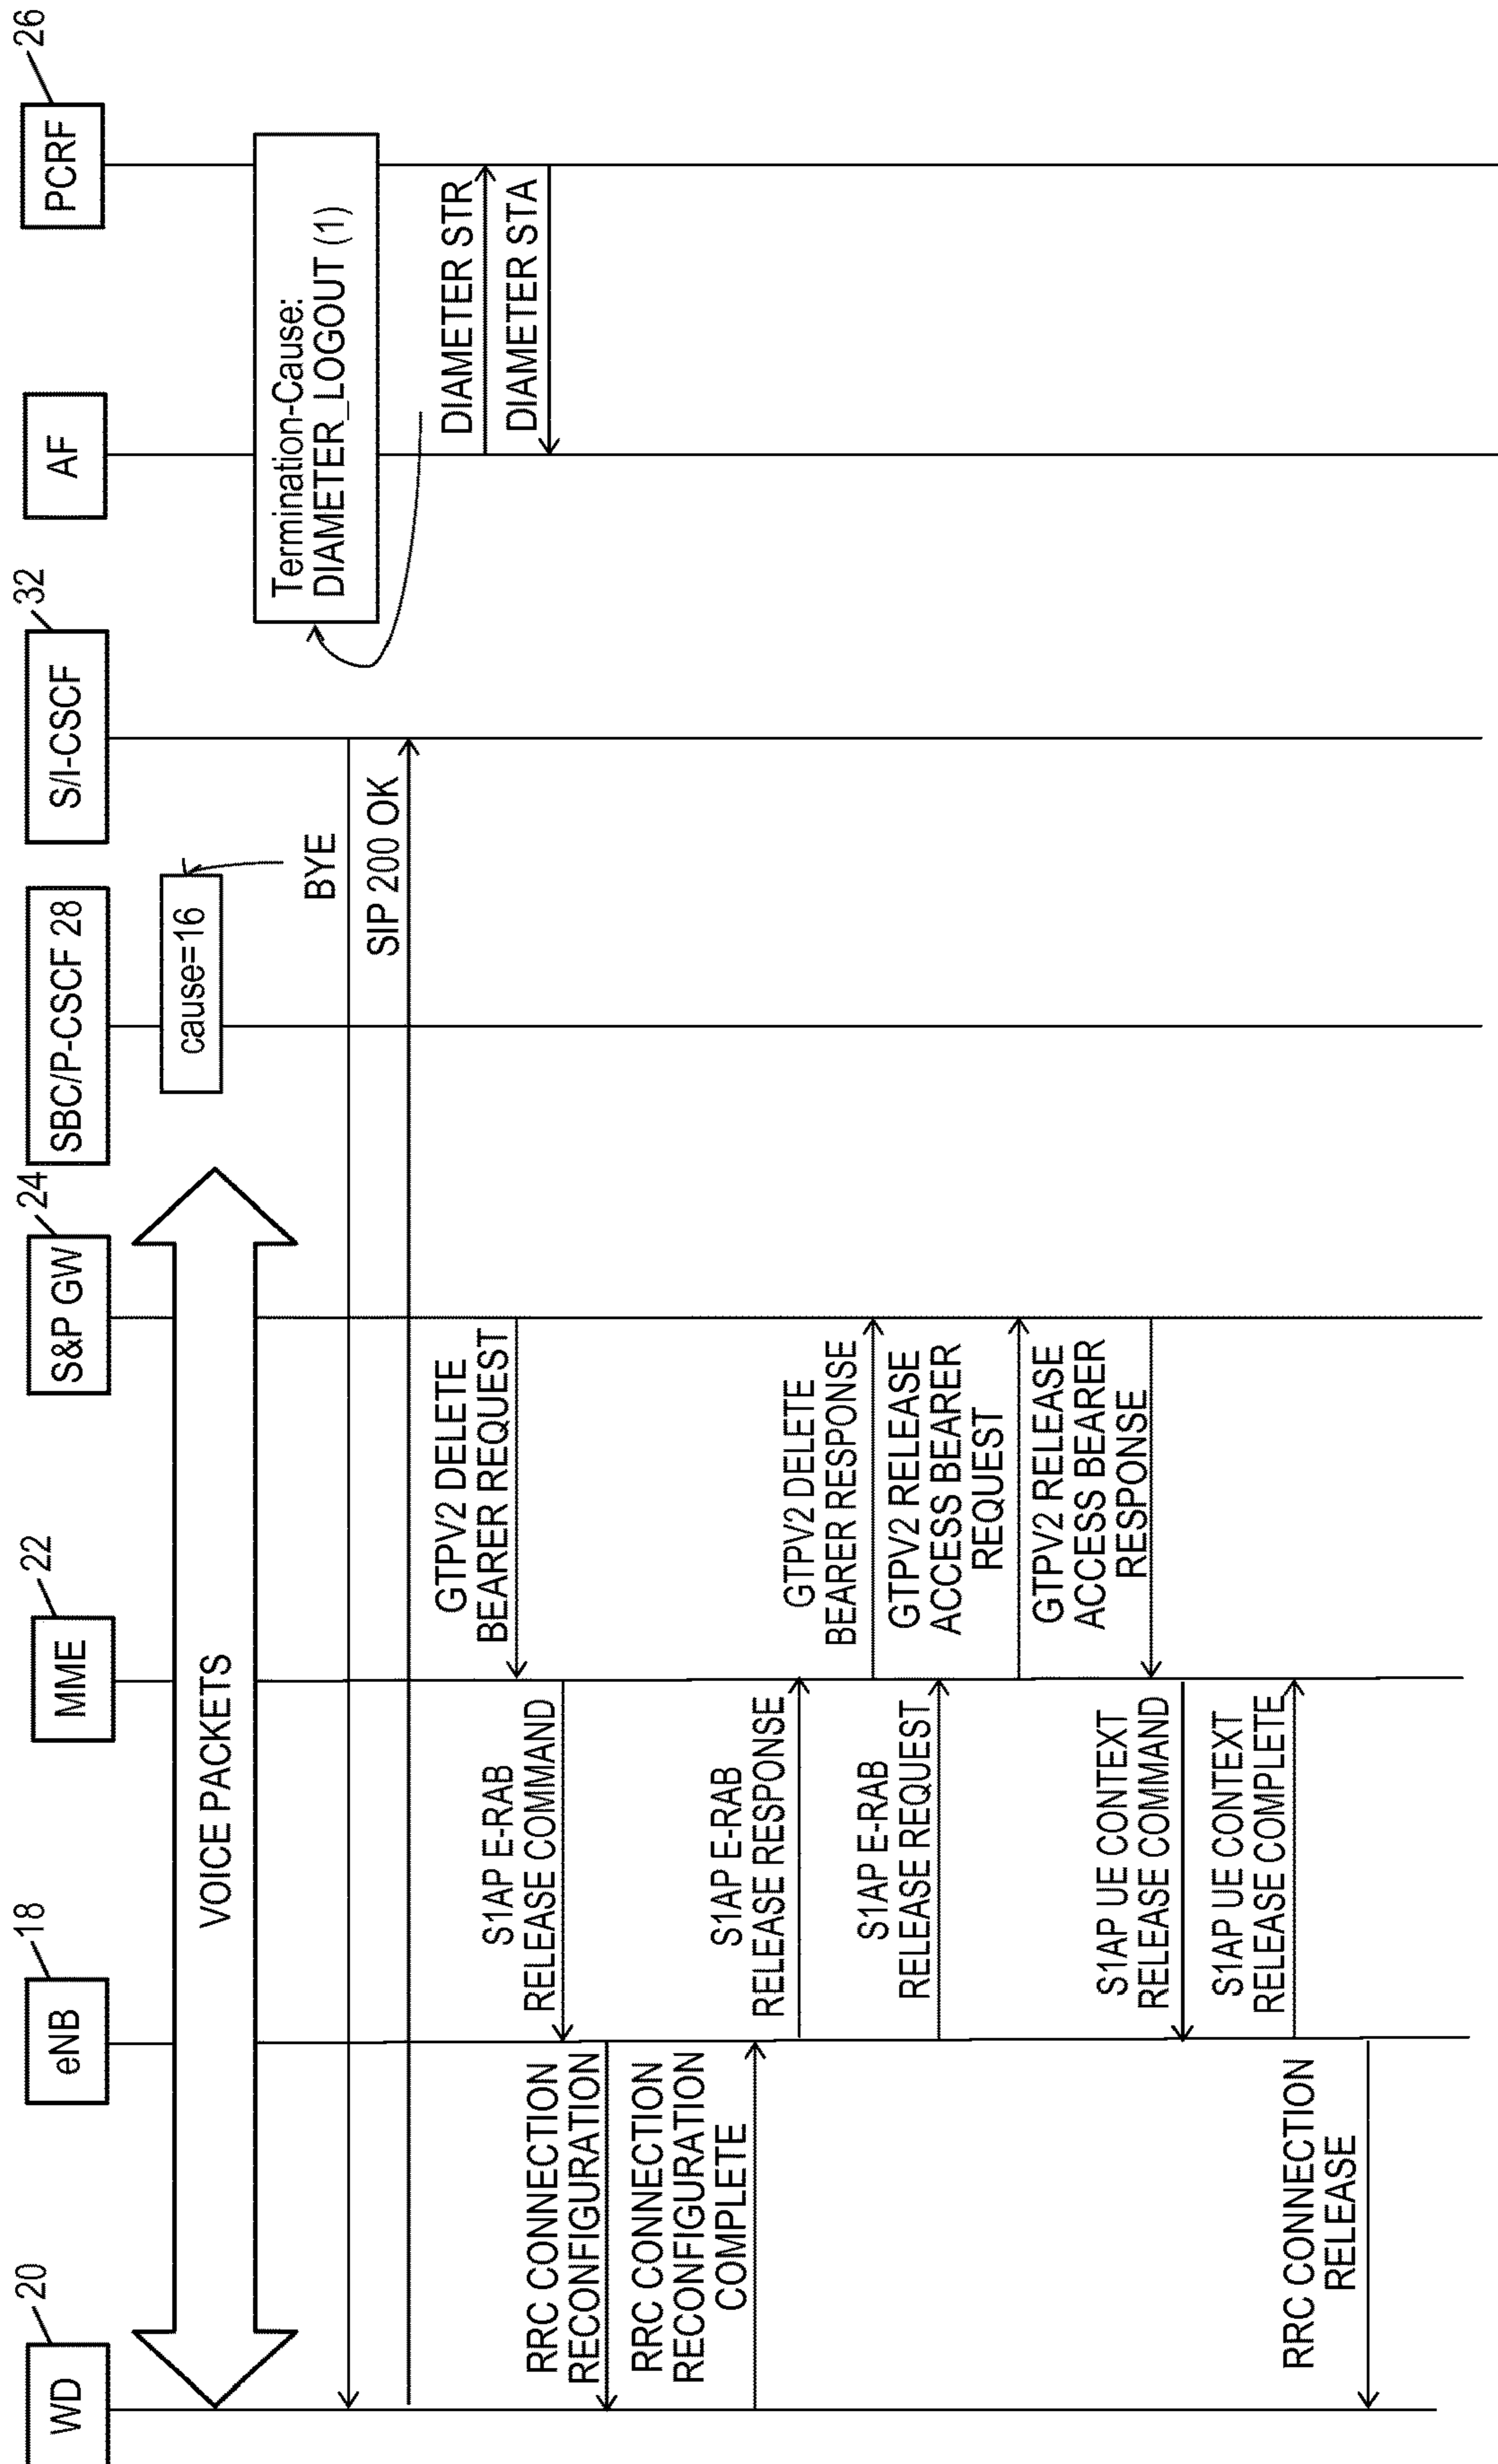 WD
20
eNB
18
MME
22
S&P GW
24
SBC/P-CSCF 28
S/I-CSCF
32
AF
PCRF
26
VOICE PACKETS
cause=16
BYE
SIP 200 OK
Termination-Cause:
DIAMETER_LOGOUT (1)
DIAMETER STR
DIAMETER STA
GTPV2 DELETE
BEARER REQUEST
S1AP E-RAB
RELEASE COMMAND
RRC CONNECTION
RECONFIGURATION
RRC CONNECTION
RECONFIGURATION
COMPLETE
S1AP E-RAB
RELEASE RESPONSE
GTPV2 DELETE
BEARER RESPONSE
S1AP E-RAB
RELEASE REQUEST
GTPV2 RELEASE
ACCESS BEARER
REQUEST
GTPV2 RELEASE
ACCESS BEARER
RESPONSE
S1AP UE CONTEXT
RELEASE COMMAND
S1AP UE CONTEXT
RELEASE COMPLETE
RRC CONNECTION
RELEASE